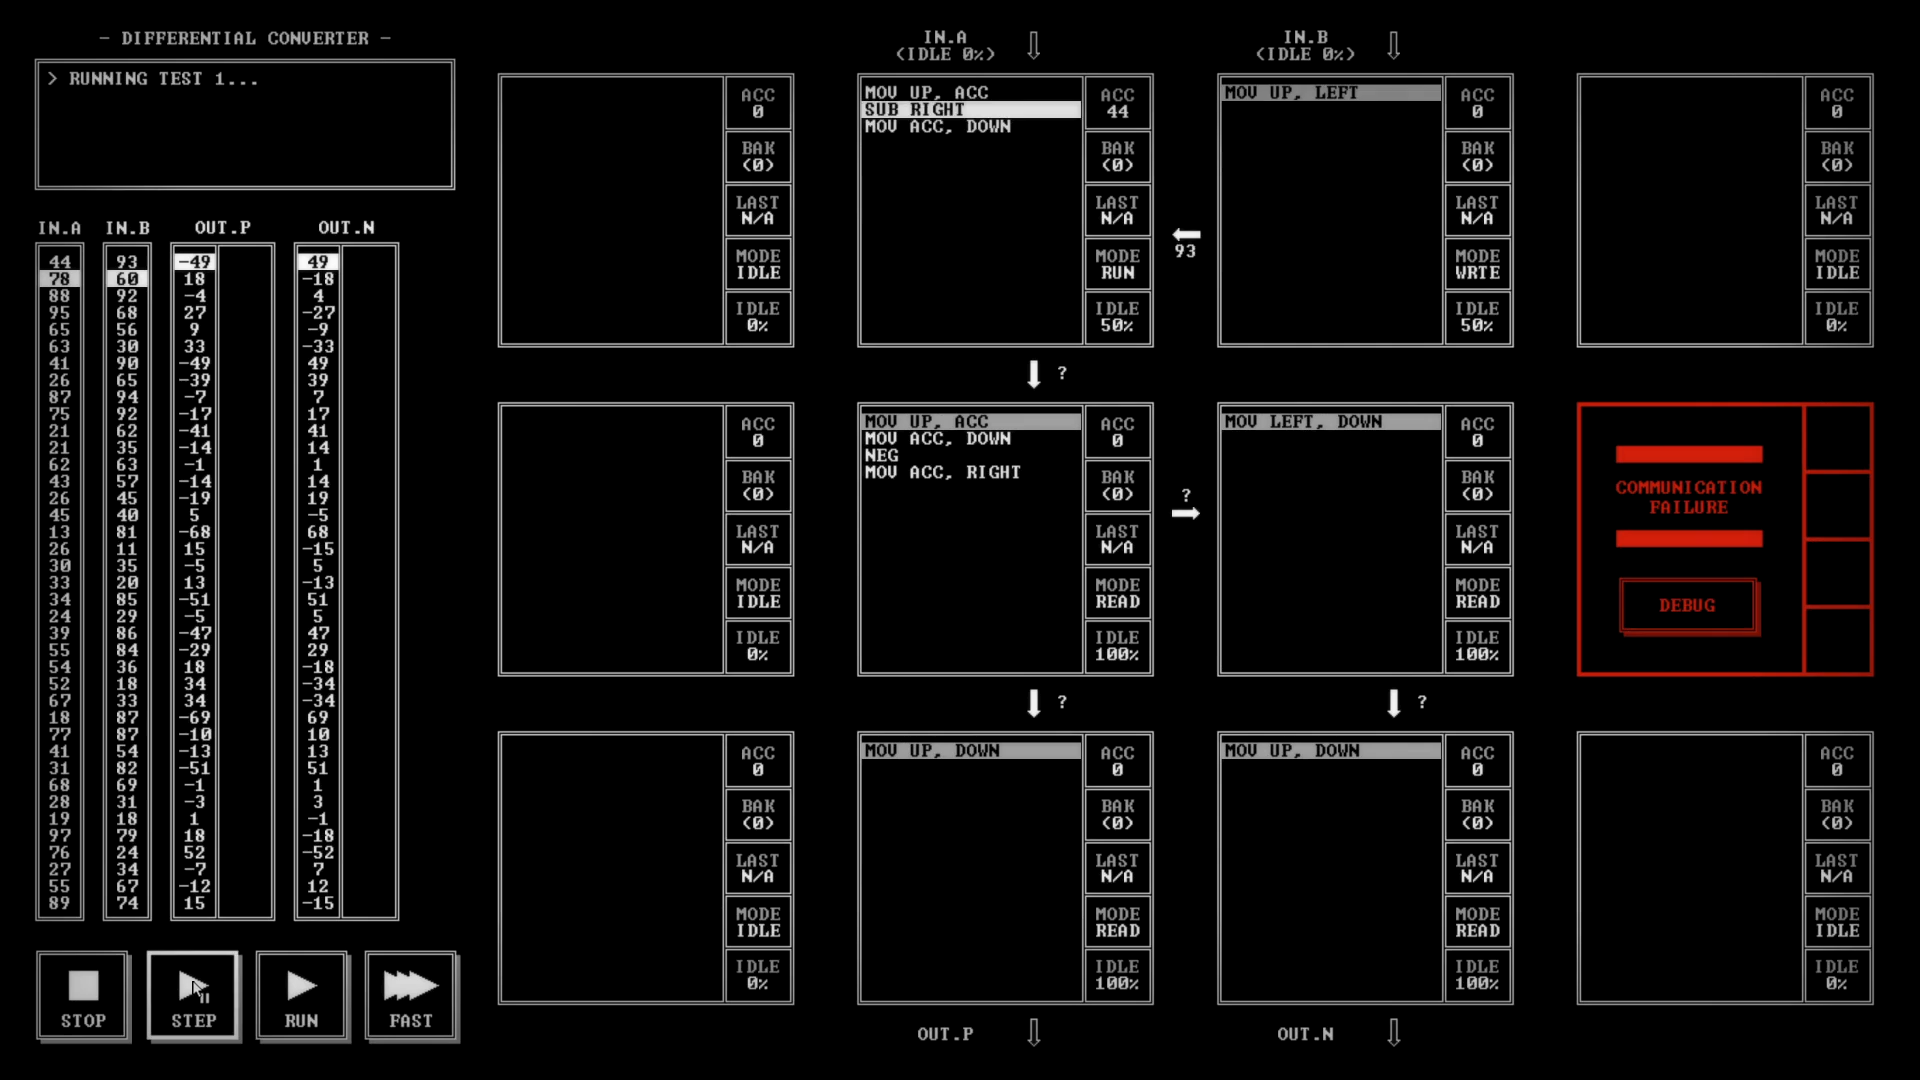 - DIFFERENTIAL CONVERTER -
> RUNNING TEST 1...
IN.A IN.B OUT.P OUT.N
44 93 -49 49
78 60 18 -18
88 92 -4 4
95 68 27 -27
65 56 9 -9
63 30 33 -33
41 90 -49 49
26 65 -39 39
87 94 -7 7
75 92 -17 17
21 62 -41 41
21 35 -14 14
62 63 -1 1
43 57 -14 14
26 45 -19 19
45 40 5 -5
13 81 -68 68
26 11 15 -15
30 35 -5 5
33 20 13 -13
34 85 -51 51
24 29 -5 5
39 86 -47 47
55 84 -29 29
54 36 18 -18
52 18 34 -34
67 33 34 -34
18 87 -69 69
77 87 -10 10
41 54 -13 13
31 82 -51 51
68 69 -1 1
28 31 -3 3
19 18 1 -1
97 79 18 -18
76 24 52 -52
27 34 -7 7
55 67 -12 12
89 74 15 -15
STOP
STEP
RUN
FAST
IN.A
(IDLE 0%)
IN.B
(IDLE 0%)
ACC
0
BAK
(0)
LAST
N/A
MODE
IDLE
IDLE
0%
MOV UP, ACC
SUB RIGHT
MOV ACC, DOWN
ACC
44
BAK
(0)
LAST
N/A
MODE
RUN
IDLE
50%
93
MOV UP, LEFT
ACC
0
BAK
(0)
LAST
N/A
MODE
WRTE
IDLE
50%
ACC
0
BAK
(0)
LAST
N/A
MODE
IDLE
IDLE
0%
?
ACC
0
BAK
(0)
LAST
N/A
MODE
IDLE
IDLE
0%
MOV UP, ACC
MOV ACC, DOWN
NEG
MOV ACC, RIGHT
ACC
0
BAK
(0)
LAST
N/A
MODE
READ
IDLE
100%
?
MOV LEFT, DOWN
ACC
0
BAK
(0)
LAST
N/A
MODE
READ
IDLE
100%
COMMUNICATION
FAILURE
DEBUG
?
?
ACC
0
BAK
(0)
LAST
N/A
MODE
IDLE
IDLE
0%
MOV UP, DOWN
ACC
0
BAK
(0)
LAST
N/A
MODE
READ
IDLE
100%
MOV UP, DOWN
ACC
0
BAK
(0)
LAST
N/A
MODE
READ
IDLE
100%
ACC
0
BAK
(0)
LAST
N/A
MODE
IDLE
IDLE
0%
OUT.P
OUT.N